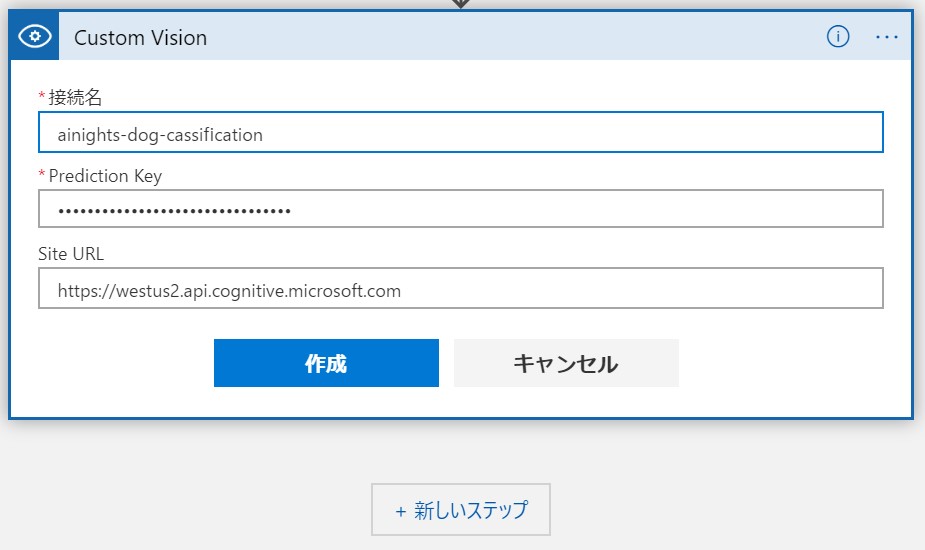 Custom Vision
*接続名
ainights-dog-cassification
*Prediction Key
••••••••••••••••••••••••••••••••
Site URL
https://westus2.api.cognitive.microsoft.com
作成 キャンセル
+ 新しいステップ